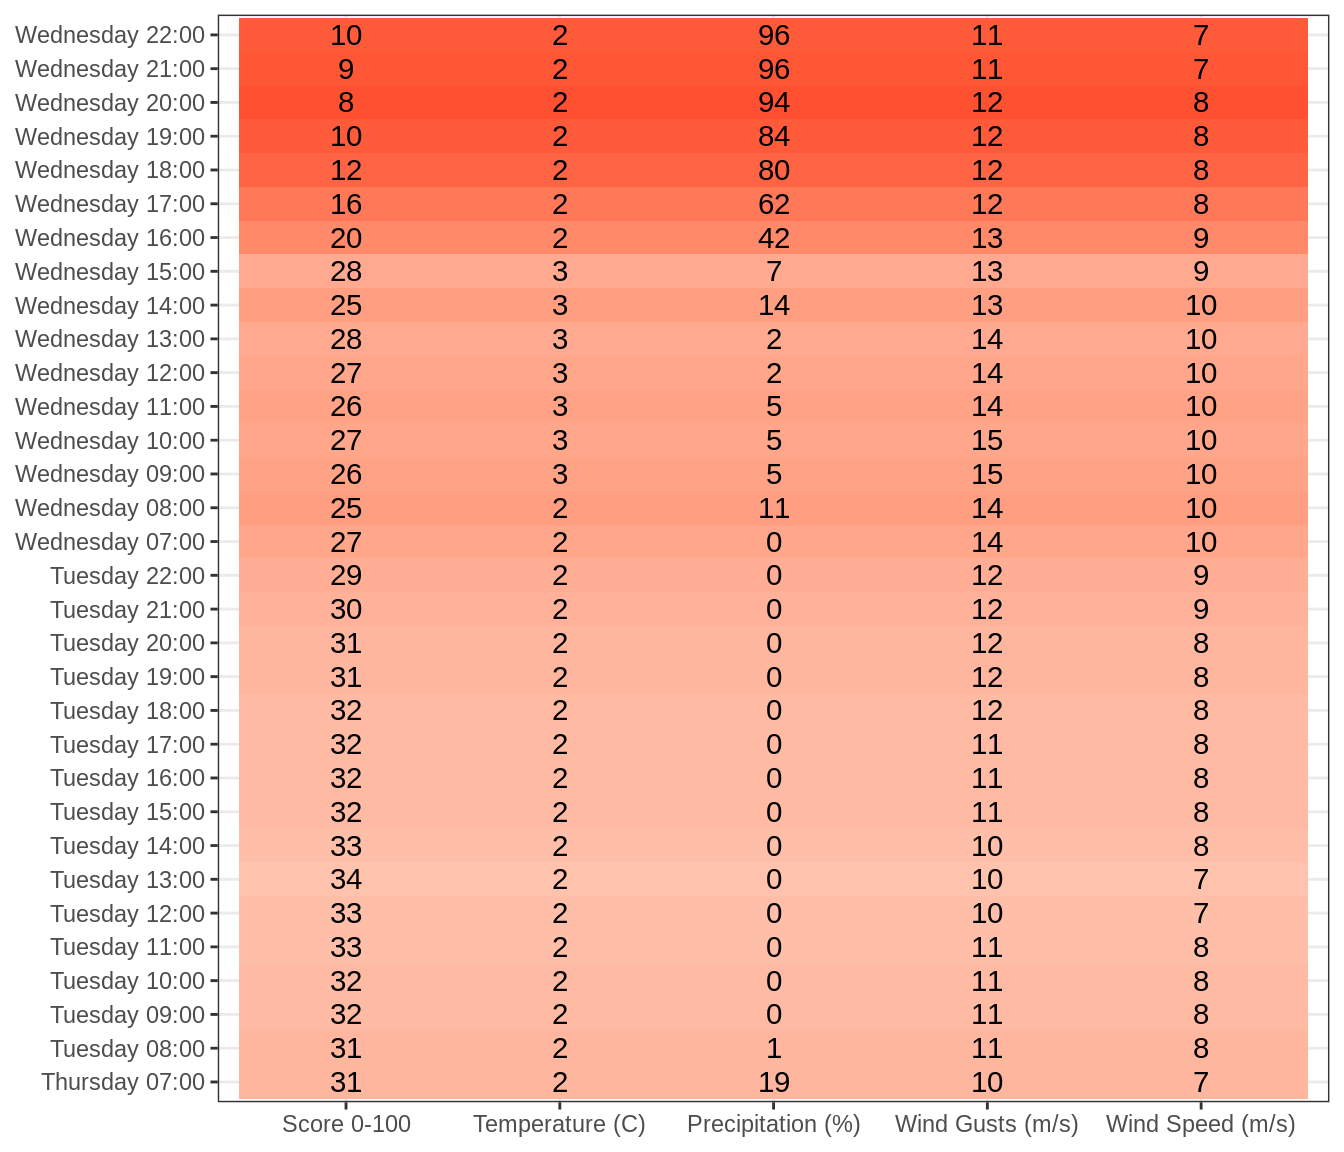 Wednesday 22:00 10 2 96 11 7
Wednesday 21:00 9 2 96 11 7
Wednesday 20:00 8 2 94 12 8
Wednesday 19:00 10 2 84 12 8
Wednesday 18:00 12 2 80 12 8
Wednesday 17:00 16 2 62 12 8
Wednesday 16:00 20 2 42 13 9
Wednesday 15:00 28 3 7 13 9
Wednesday 14:00 25 3 14 13 10
Wednesday 13:00 28 3 2 14 10
Wednesday 12:00 27 3 2 14 10
Wednesday 11:00 26 3 5 14 10
Wednesday 10:00 27 3 5 15 10
Wednesday 09:00 26 3 5 15 10
Wednesday 08:00 25 2 11 14 10
Wednesday 07:00 27 2 0 14 10
Tuesday 22:00 29 2 0 12 9
Tuesday 21:00 30 2 0 12 9
Tuesday 20:00 31 2 0 12 8
Tuesday 19:00 31 2 0 12 8
Tuesday 18:00 32 2 0 12 8
Tuesday 17:00 32 2 0 11 8
Tuesday 16:00 32 2 0 11 8
Tuesday 15:00 32 2 0 11 8
Tuesday 14:00 33 2 0 10 8
Tuesday 13:00 34 2 0 10 7
Tuesday 12:00 33 2 0 10 7
Tuesday 11:00 33 2 0 11 8
Tuesday 10:00 32 2 0 11 8
Tuesday 09:00 32 2 0 11 8
Tuesday 08:00 31 2 1 11 8
Thursday 07:00 31 2 19 10 7
Score 0-100 Temperature (C) Precipitation (%) Wind Gusts (m/s) Wind Speed (m/s)